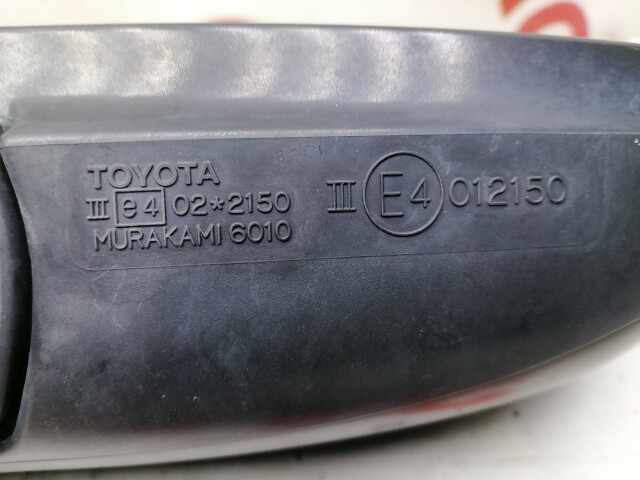 TOYOTA
III e4 02*2150
MURAKAMI 6010
III E4 012150